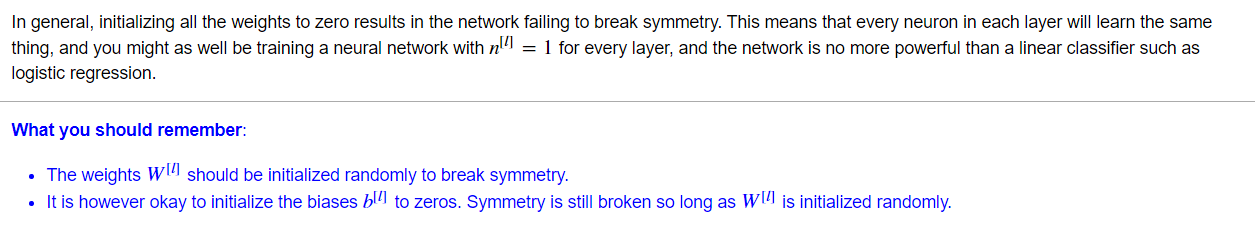 In general, initializing all the weights to zero results in the network failing to break symmetry. This means that every neuron in each layer will learn the same
thing, and you might as well be training a neural network with n[l] = 1 for every layer, and the network is no more powerful than a linear classifier such as
logistic regression.
What you should remember:
• The weights W[l] should be initialized randomly to break symmetry.
• It is however okay to initialize the biases b[l] to zeros. Symmetry is still broken so long as W[l] is initialized randomly.